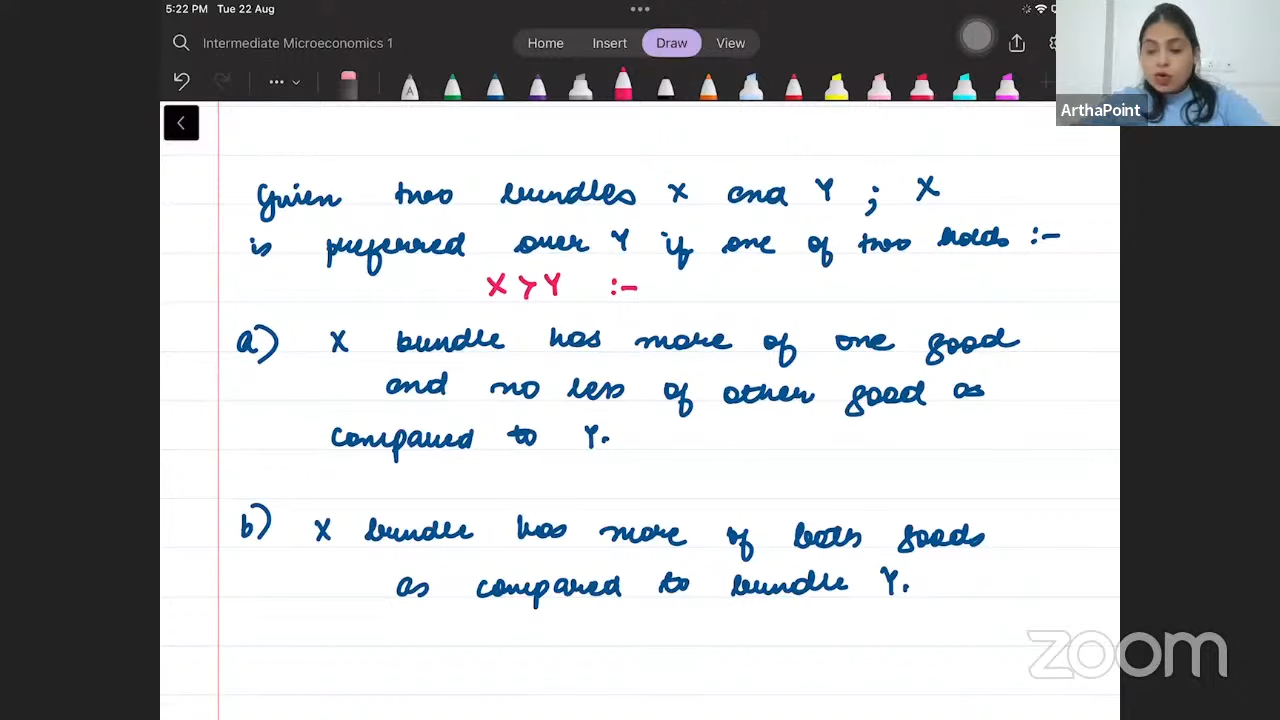 5:22 PM Tue 22 Aug
Intermediate Microeconomics 1
Home Insert Draw View
A
ArthaPoint
Given two bundles X and Y ; X
is preferred over Y if one of two holds :-
X ≻ Y :-
a) X bundle has more of one good
and no less of other good as
compared to Y.
b) X bundle has more of both goods
as compared to bundle Y.
zoom